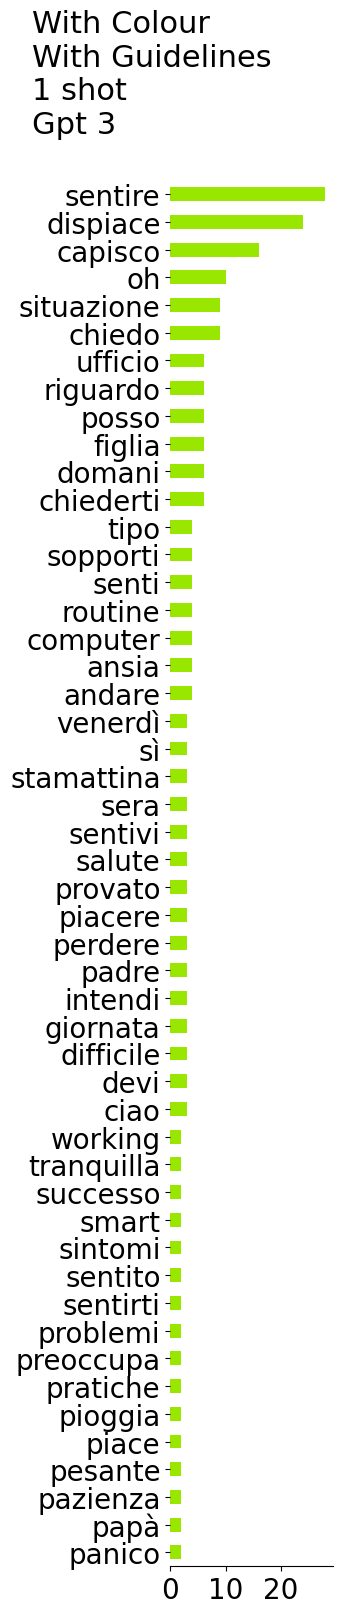 With Colour
With Guidelines
1 shot
Gpt 3
sentire
dispiace
capisco
oh
situazione
chiedo
ufficio
riguardo
posso
figlia
domani
chiederti
tipo
sopporti
senti
routine
computer
ansia
andare
venerdì
sì
stamattina
sera
sentivi
salute
provato
piacere
perdere
padre
intendi
giornata
difficile
devi
ciao
working
tranquilla
successo
smart
sintomi
sentito
sentirti
problemi
preoccupa
pratiche
pioggia
piace
pesante
pazienza
papà
panico
0 10 20